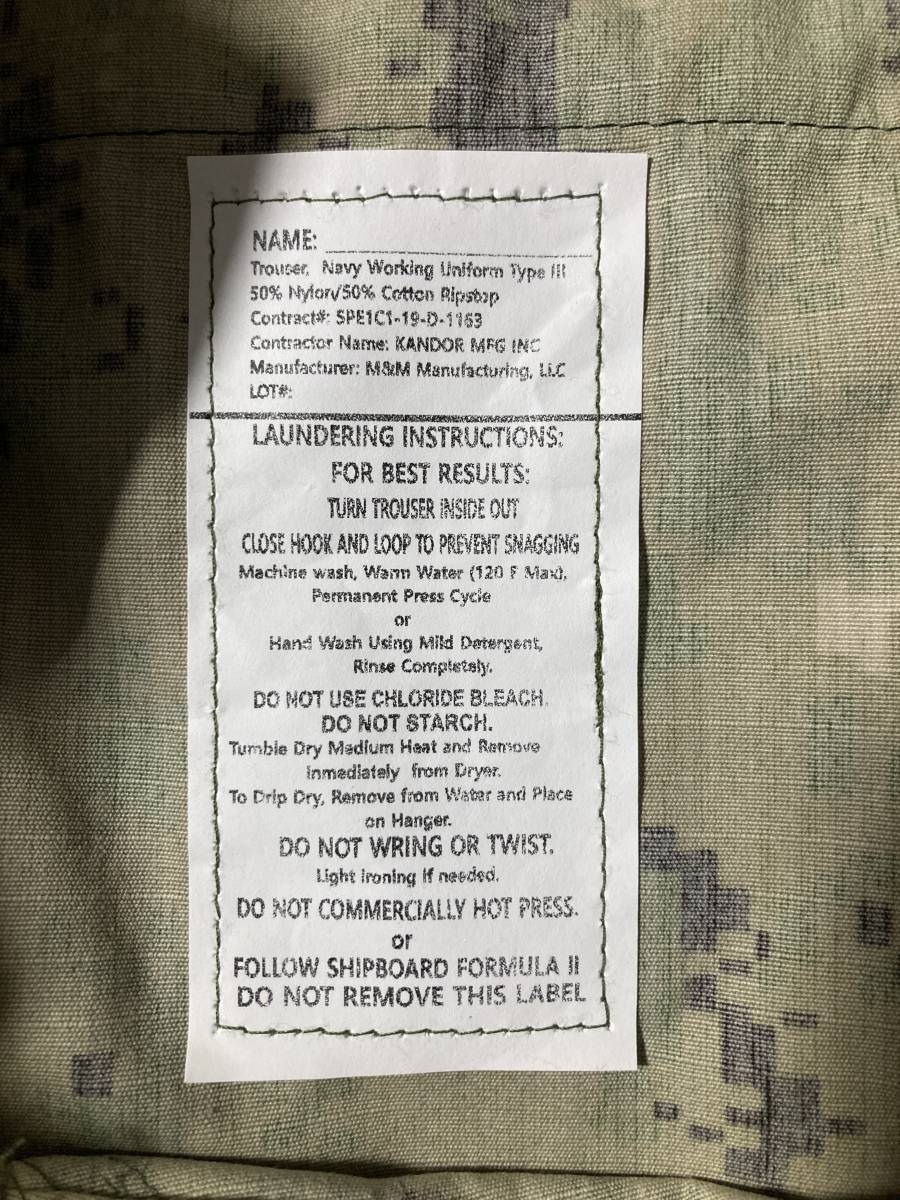 NAME:
Trouser, Navy Working Uniform Type III
50% Nylon/50% Cotton Ripstop
Contract#: SPE1C1-19-D-1163
Contractor Name: KANDOR MFG INC
Manufacturer: M&M Manufacturing, LLC
LOT#:
LAUNDERING INSTRUCTIONS:
FOR BEST RESULTS:
TURN TROUSER INSIDE OUT
CLOSE HOOK AND LOOP TO PREVENT SNAGGING
Machine wash, Warm Water (120 F Max),
Permanent Press Cycle
or
Hand Wash Using Mild Detergent,
Rinse Completely.
DO NOT USE CHLORIDE BLEACH.
DO NOT STARCH.
Tumble Dry Medium Heat and Remove
Inmediately from Dryer.
To Drip Dry, Remove from Water and Place
on Hanger.
DO NOT WRING OR TWIST.
Light Ironing if needed.
DO NOT COMMERCIALLY HOT PRESS.
or
FOLLOW SHIPBOARD FORMULA II
DO NOT REMOVE THIS LABEL